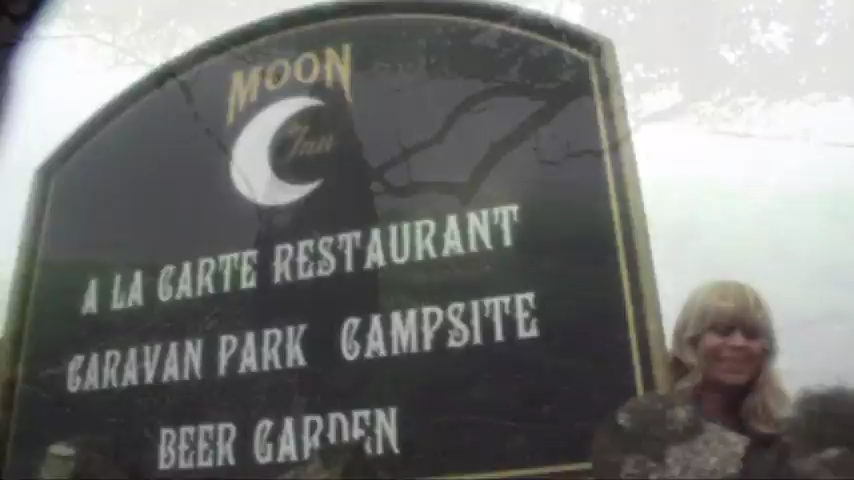 MOON
Inn
A LA CARTE RESTAURANT
CARAVAN PARK CAMPSITE
BEER GARDEN